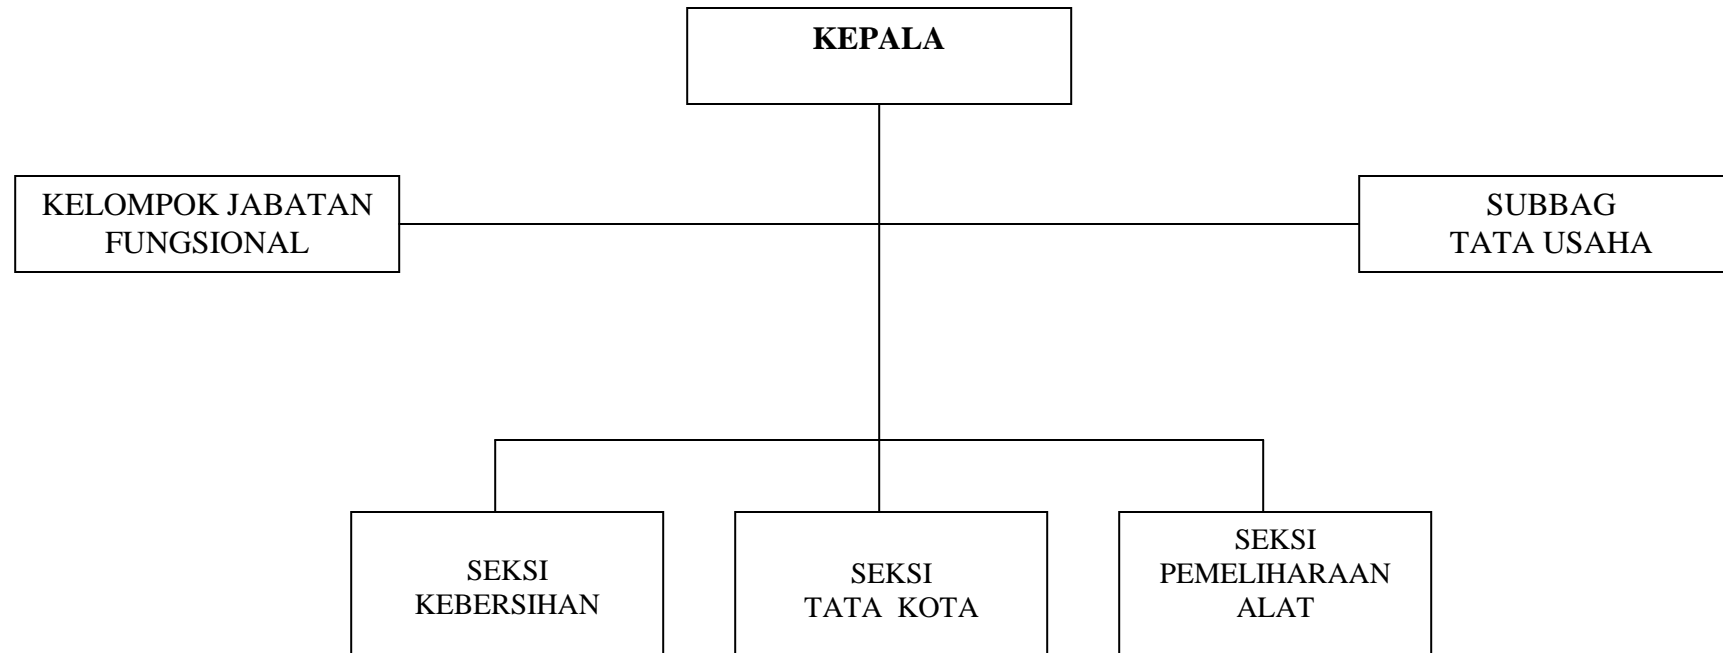 KEPALA
KELOMPOK JABATAN
FUNGSIONAL
SUBBAG
TATA USAHA
SEKSI
KEBERSIHAN
SEKSI
TATA KOTA
SEKSI
PEMELIHARAAN
ALAT